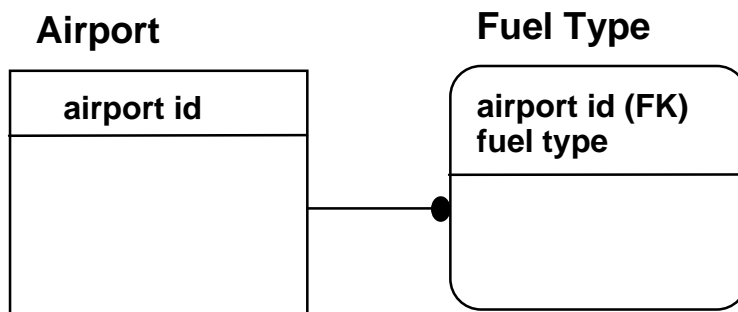 Airport
airport id
Fuel Type
airport id (FK)
fuel type